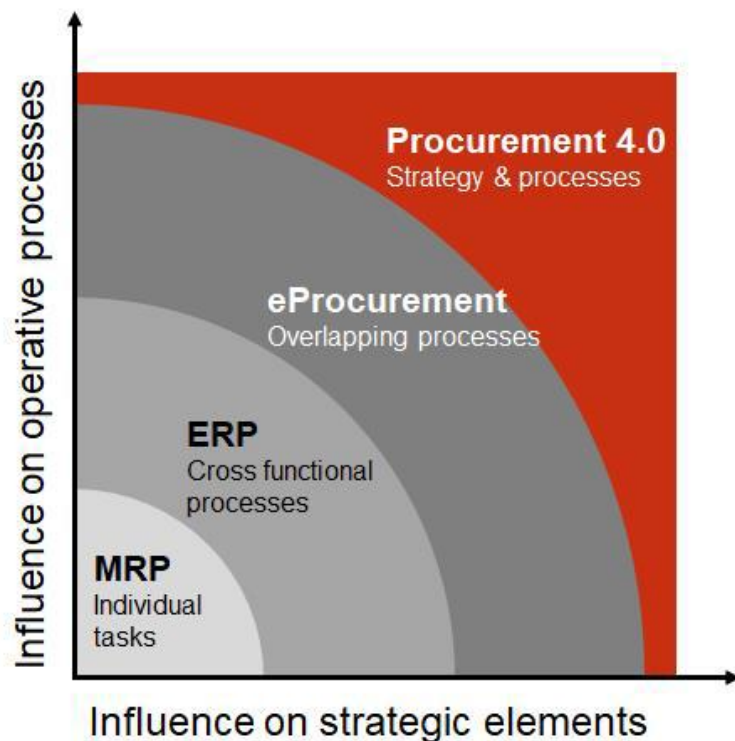 Influence on operative processes
Procurement 4.0
Strategy & processes
eProcurement
Overlapping processes
ERP
Cross functional
processes
MRP
Individual
tasks
Influence on strategic elements